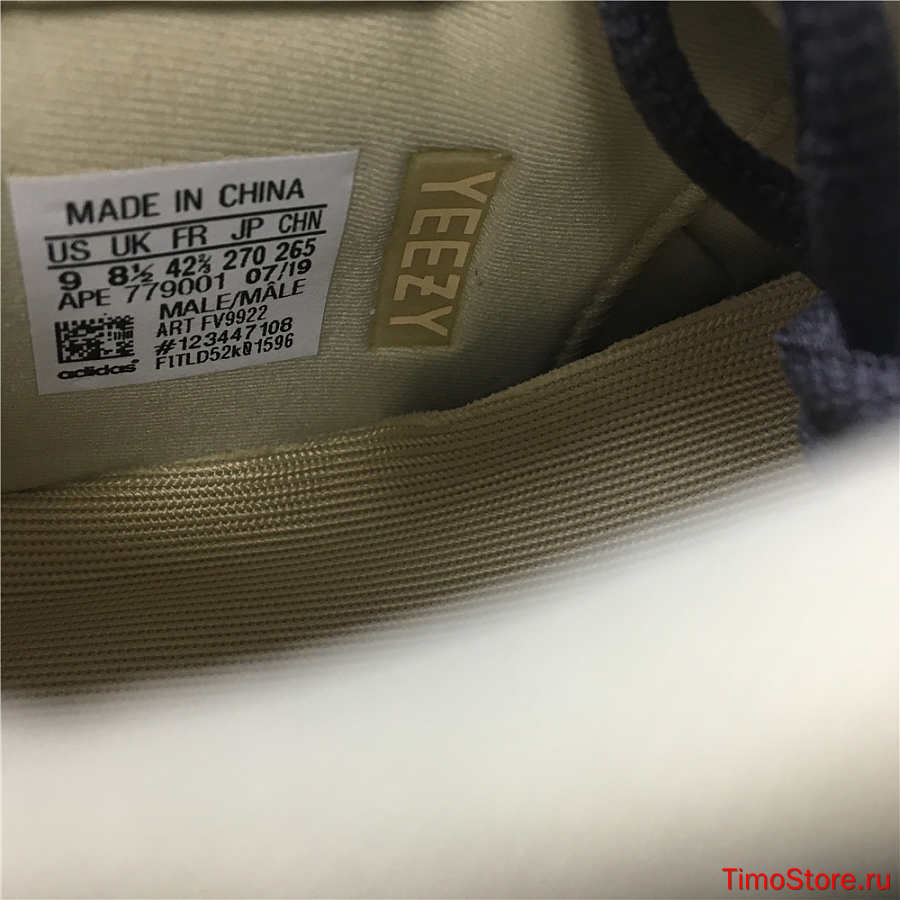 MADE IN CHINA
US UK FR JP CHN
9 8½ 42⅔ 270 265
APE 779001 07/19
MALE/MÂLE
ART FV9922
#123447108
F1TLD52k01596
adidas
YEEZY
TimoStore.ru